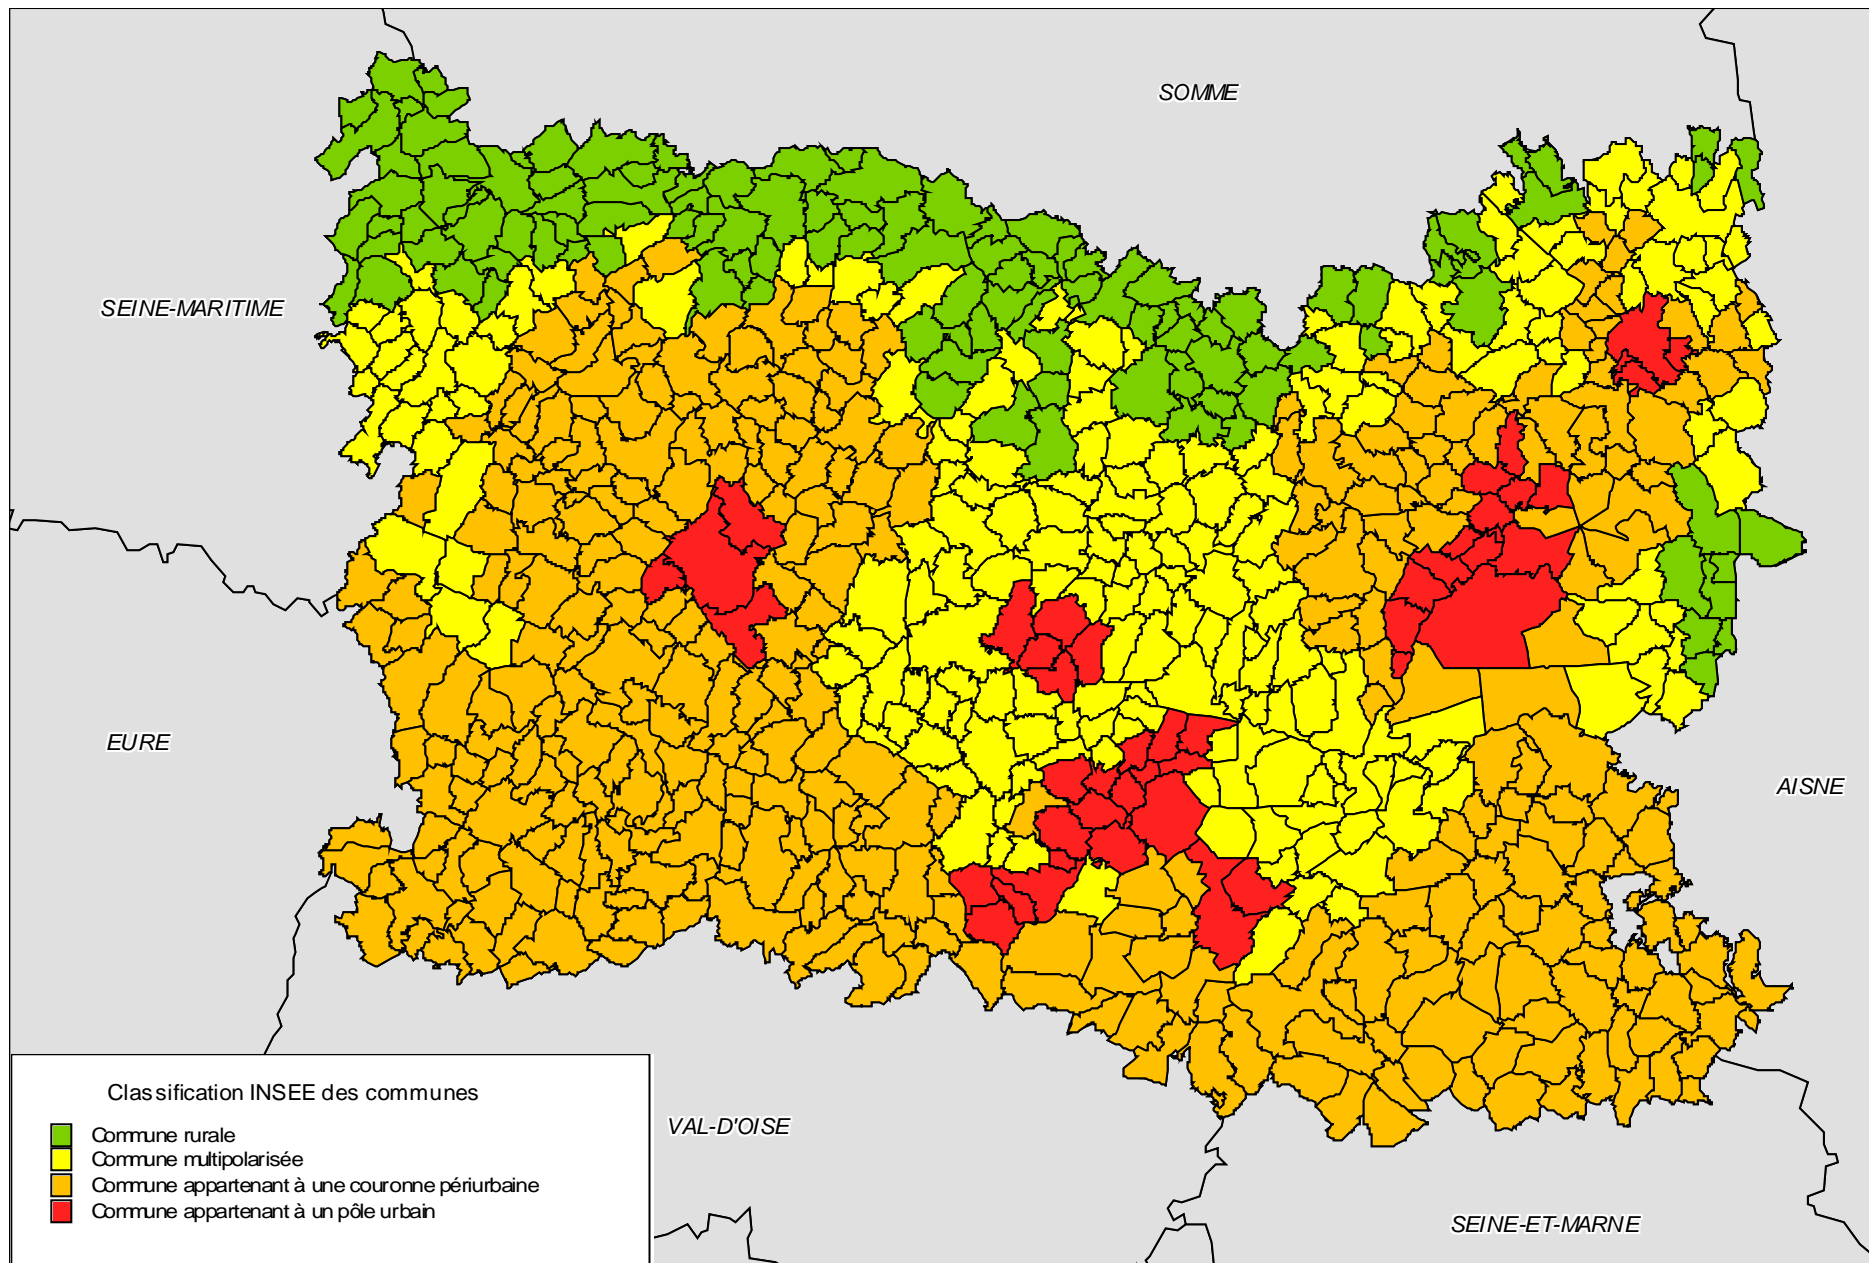 SOMME
SEINE-MARITIME
EURE
AISNE
Classification INSEE des communes
Commune rurale
Commune multipolarisée
Commune appartenant à une couronne périurbaine
Commune appartenant à un pôle urbain
VAL-D'OISE
SEINE-ET-MARNE